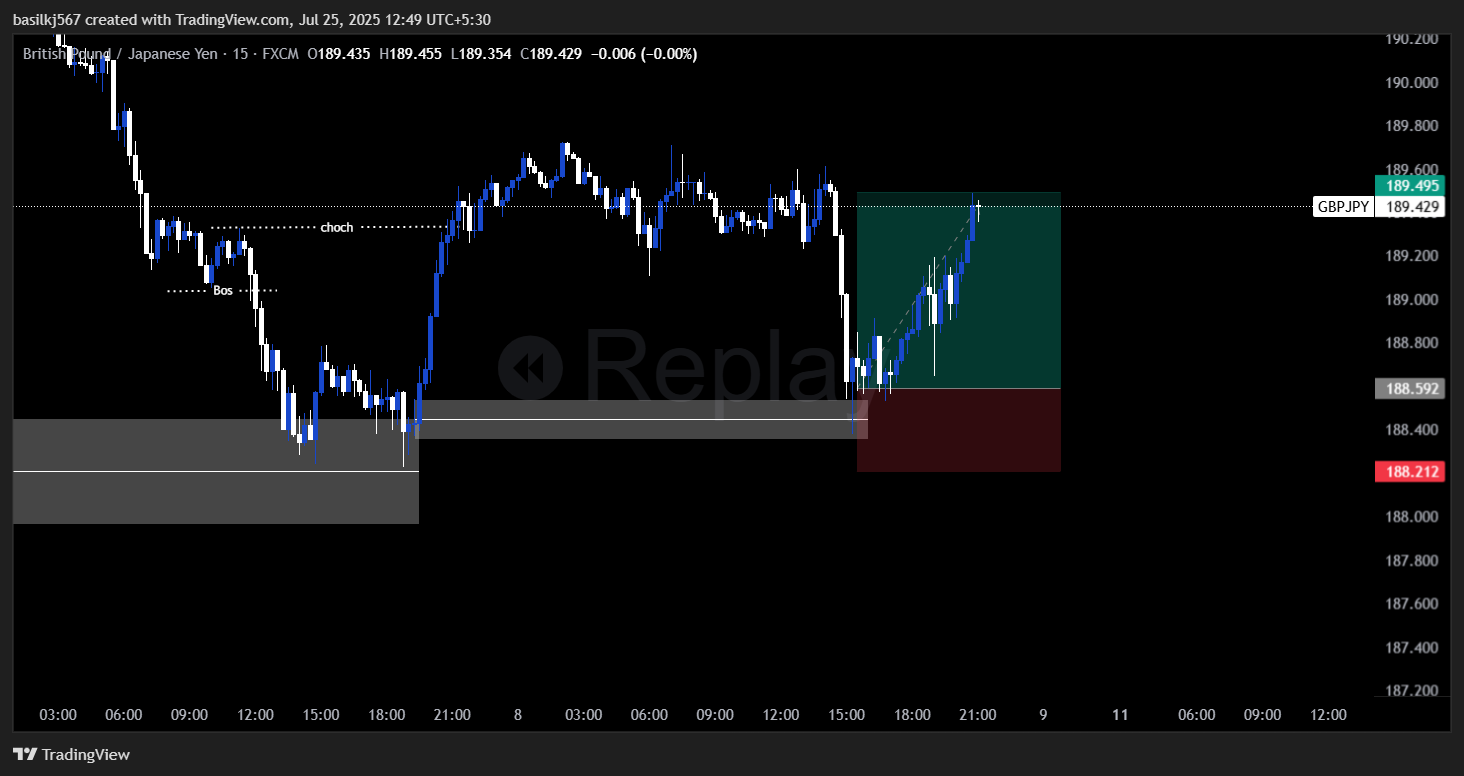 basilkj567 created with TradingView.com, Jul 25, 2025 12:49 UTC+5:30
British Pound / Japanese Yen · 15 · FXCM O189.435 H189.455 L189.354 C189.429 −0.006 (−0.00%)
190.200
190.000
189.800
189.600
189.495
GBPJPY 189.429
189.200
189.000
188.800
188.592
188.400
188.212
188.000
187.800
187.600
187.400
187.200
choch
Bos
Replay
03:00 06:00 09:00 12:00 15:00 18:00 21:00 8 03:00 06:00 09:00 12:00 15:00 18:00 21:00 9 11 06:00 09:00 12:00
TradingView